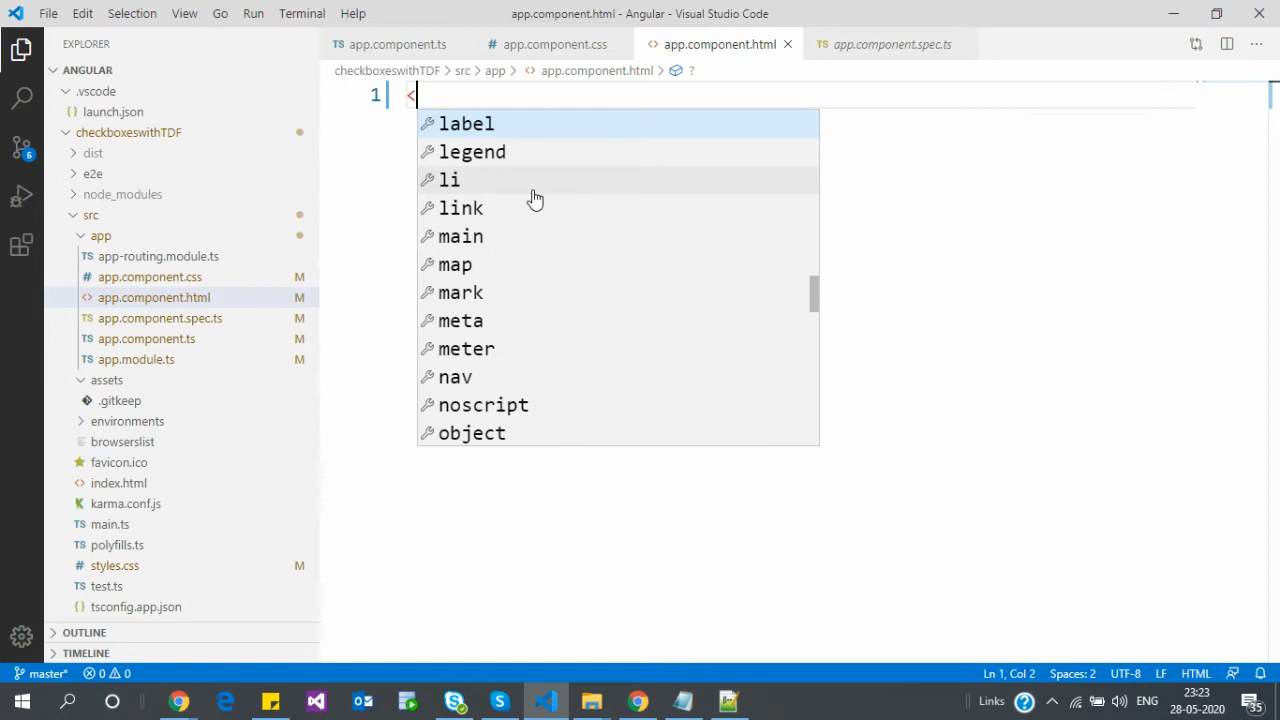 File Edit Selection View Go Run Terminal Help app.component.html - Angular - Visual Studio Code
EXPLORER
ANGULAR
.vscode
launch.json
checkboxeswithTDF
dist
e2e
node_modules
src
app
app-routing.module.ts
app.component.css M
app.component.html M
app.component.spec.ts M
app.component.ts M
app.module.ts M
assets
.gitkeep
environments
browserslist
favicon.ico
index.html
karma.conf.js
main.ts
polyfills.ts
styles.css M
test.ts
tsconfig.app.json
OUTLINE
TIMELINE
6
TS app.component.ts # app.component.css <> app.component.html TS app.component.spec.ts
checkboxeswithTDF > src > app > <> app.component.html > ?
1 <
label
legend
li
link
main
map
mark
meta
meter
nav
noscript
object
master* 0 0 Ln 1, Col 2 Spaces: 2 UTF-8 LF HTML
Links ENG 23:23
28-05-2020 35